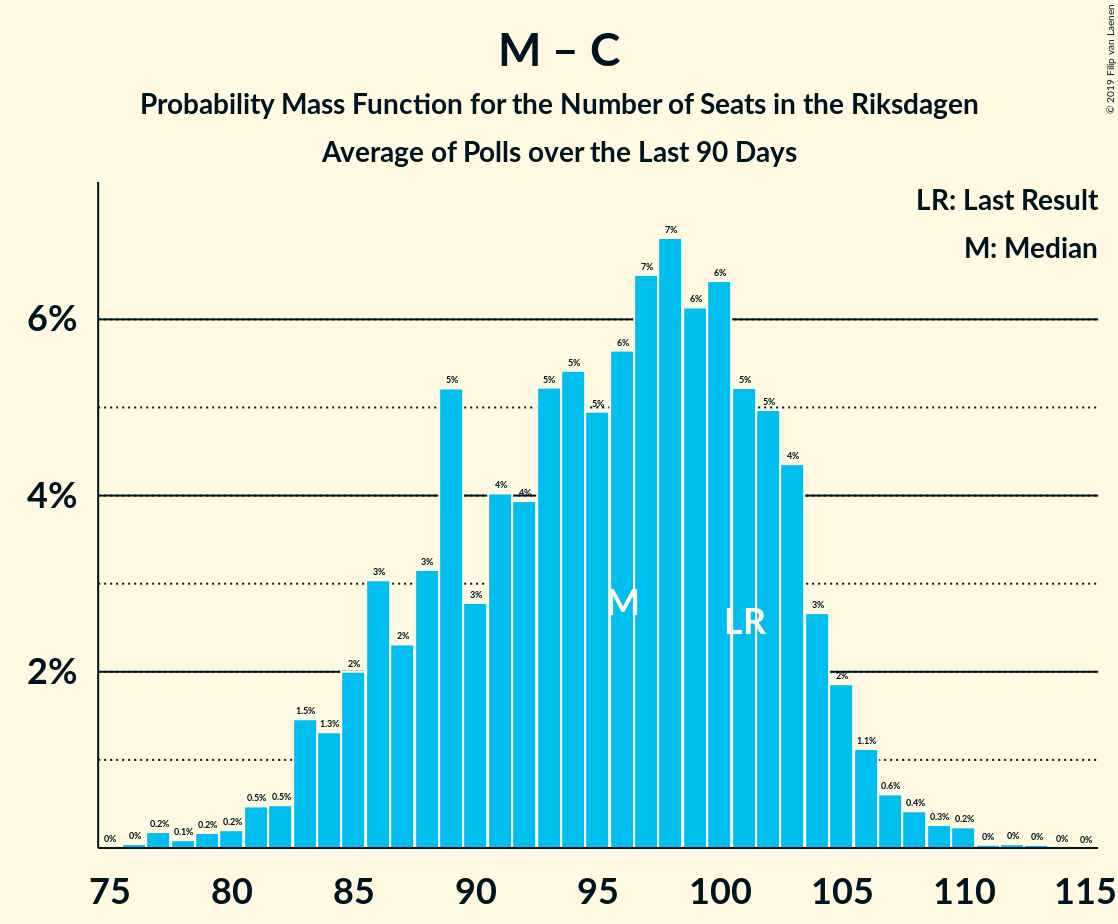 M – C
Probability Mass Function for the Number of Seats in the Riksdagen
Average of Polls over the Last 90 Days
© 2019 Filip van Laenen
LR: Last Result
M: Median
6%
4%
2%
0% 0% 0.2% 0.1% 0.2% 0.2% 0.5% 0.5% 1.5% 1.3% 2% 3% 2% 3% 5% 3% 4% 4% 5% 5% 5% 6% 7% 7% 6% 6% 5% 5% 4% 3% 2% 1.1% 0.6% 0.4% 0.3% 0.2% 0% 0% 0% 0% 0%
M
LR
75 80 85 90 95 100 105 110 115